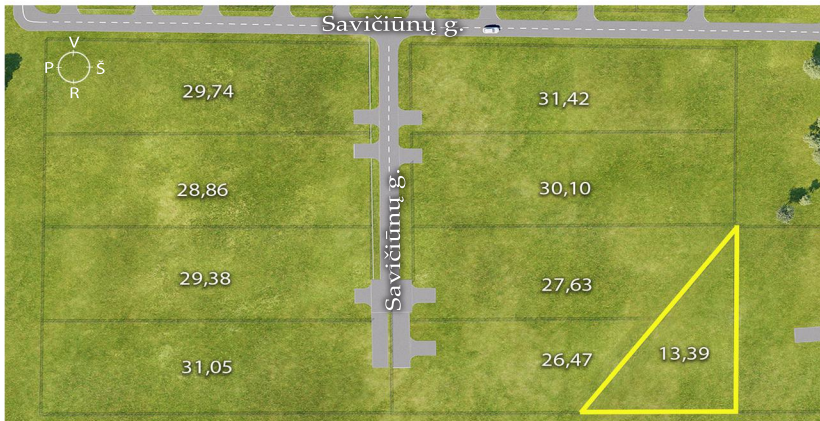 Savičiūnų g.
V
P Š
R
29,74
31,42
28,86
30,10
Savičiūnų g.
29,38
27,63
31,05
26,47
13,39